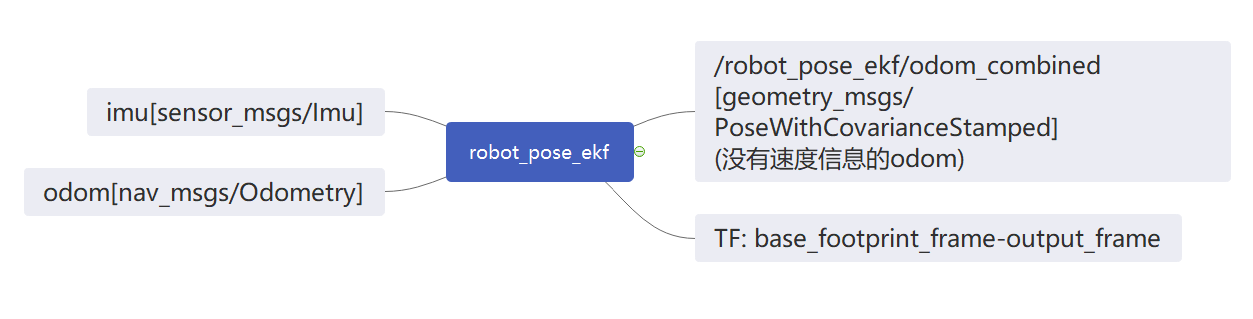 imu[sensor_msgs/Imu]
odom[nav_msgs/Odometry]
robot_pose_ekf
/robot_pose_ekf/odom_combined
[geometry_msgs/
PoseWithCovarianceStamped]
(没有速度信息的odom)
TF: base_footprint_frame-output_frame